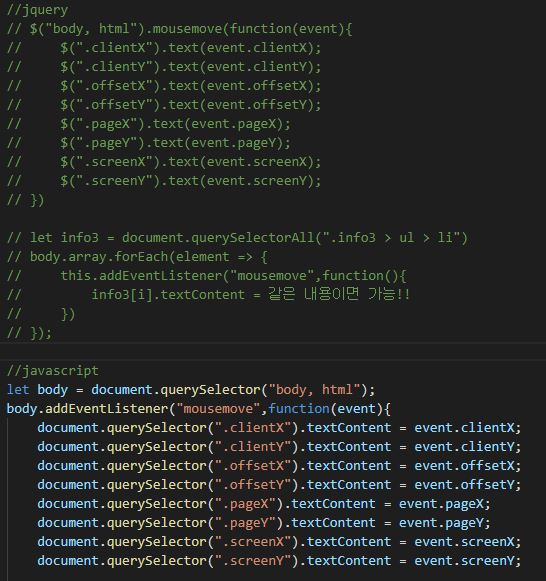 //jquery
// $("body, html").mousemove(function(event){
//     $(".clientX").text(event.clientX);
//     $(".clientY").text(event.clientY);
//     $(".offsetX").text(event.offsetX);
//     $(".offsetY").text(event.offsetY);
//     $(".pageX").text(event.pageX);
//     $(".pageY").text(event.pageY);
//     $(".screenX").text(event.screenX);
//     $(".screenY").text(event.screenY);
// })
// let info3 = document.querySelectorAll(".info3 > ul > li")
// body.array.forEach(element => {
//     this.addEventListener("mousemove",function(){
//         info3[i].textContent = 같은 내용이면 가능!!
//     })
// });
//javascript
let body = document.querySelector("body, html");
body.addEventListener("mousemove",function(event){
    document.querySelector(".clientX").textContent = event.clientX;
    document.querySelector(".clientY").textContent = event.clientY;
    document.querySelector(".offsetX").textContent = event.offsetX;
    document.querySelector(".offsetY").textContent = event.offsetY;
    document.querySelector(".pageX").textContent = event.pageX;
    document.querySelector(".pageY").textContent = event.pageY;
    document.querySelector(".screenX").textContent = event.screenX;
    document.querySelector(".screenY").textContent = event.screenY;